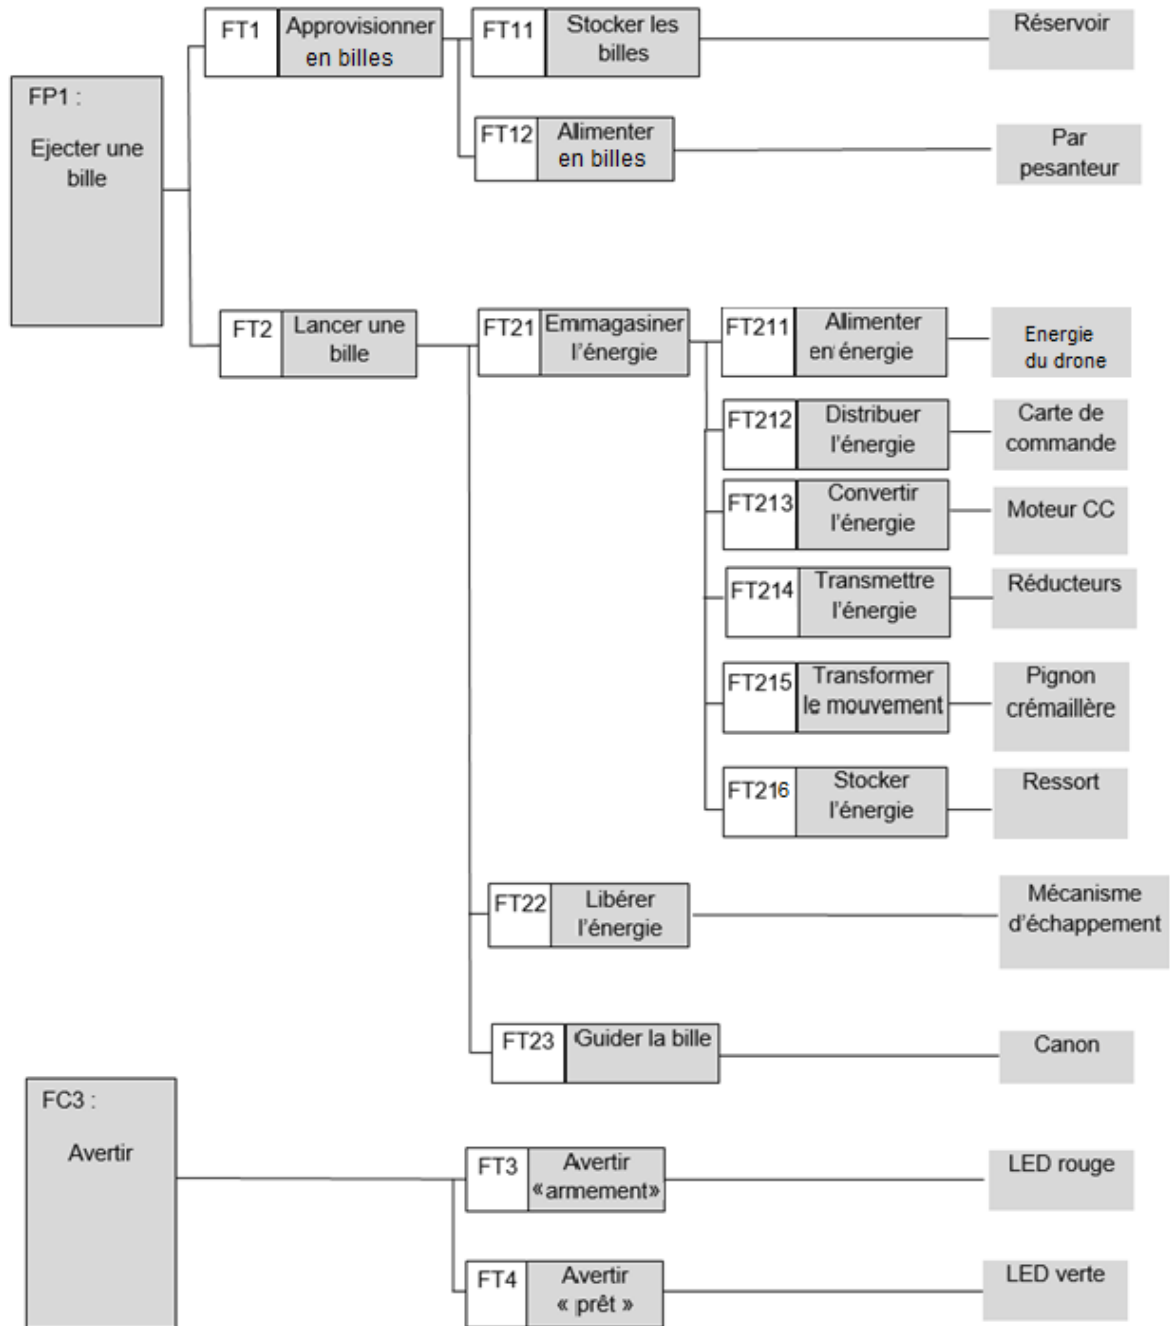 FP1 :
Ejecter une
bille
FT1
Approvisionner
en billes
FT11
Stocker les
billes
Réservoir
FT12
Alimenter
en billes
Par
pesanteur
FT2
Lancer une
bille
FT21
Emmagasiner
l'énergie
FT211
Alimenter
en énergie
Energie
du drone
FT212
Distribuer
l'énergie
Carte de
commande
FT213
Convertir
l'énergie
Moteur CC
FT214
Transmettre
l'énergie
Réducteurs
FT215
Transformer
le mouvement
Pignon
crémaillère
FT216
Stocker
l'énergie
Ressort
FT22
Libérer
l'énergie
Mécanisme
d'échappement
FT23
Guider la bille
Canon
FC3 :
Avertir
FT3
Avertir
«armement»
LED rouge
FT4
Avertir
« prêt »
LED verte